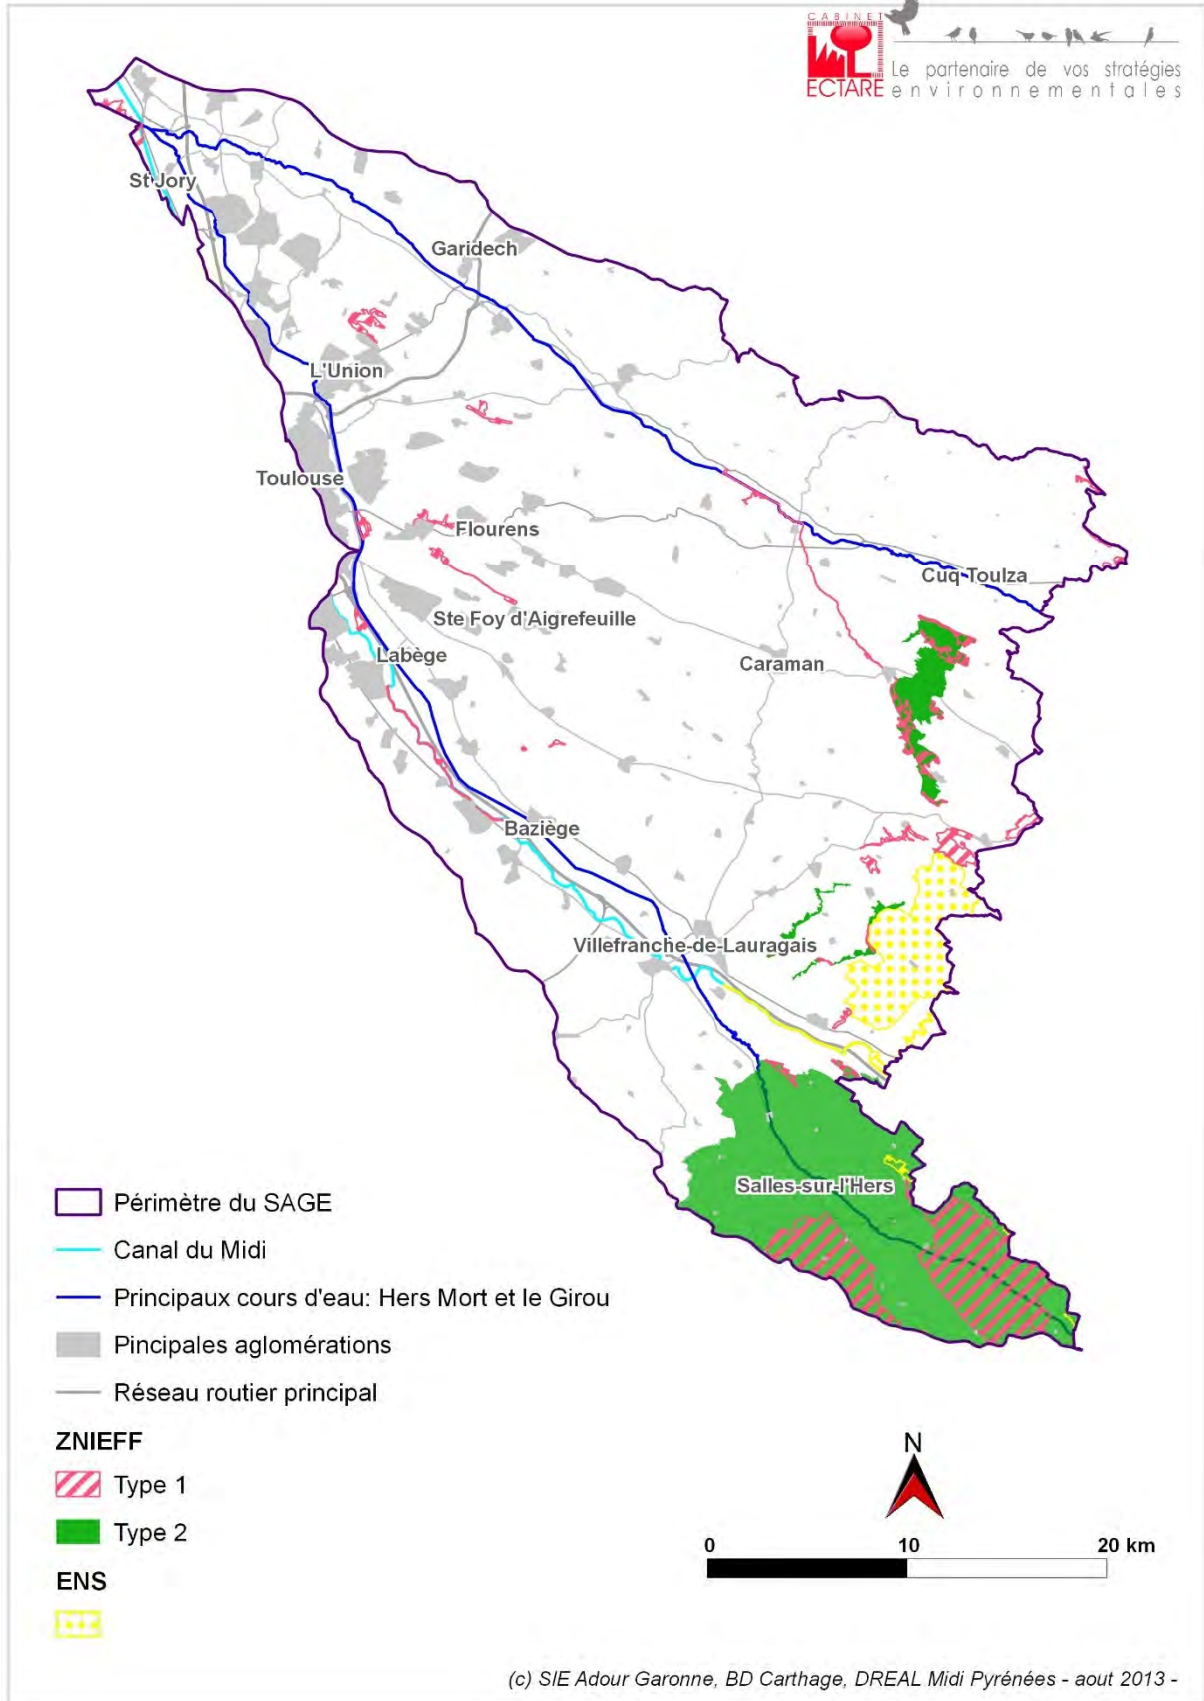 CABINET
ECTARE
Le partenaire de vos stratégies
environnementales
St Jory
Garidech
L'Union
Toulouse
Flourens
Cuq Toulza
Ste Foy d'Aigrefeuille
Labège
Caraman
Baziège
Villefranche-de-Lauragais
Salles-sur-l'Hers
Périmètre du SAGE
Canal du Midi
Principaux cours d'eau: Hers Mort et le Girou
Pincipales aglomérations
Réseau routier principal
ZNIEFF
Type 1
Type 2
ENS
N
0 10 20 km
(c) SIE Adour Garonne, BD Carthage, DREAL Midi Pyrénées - aout 2013 -